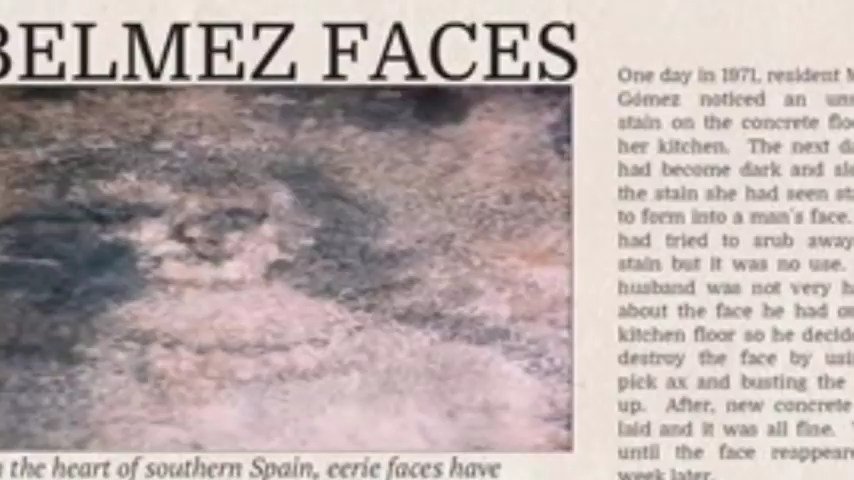 BELMEZ FACES
the heart of southern Spain, eerie faces have
One day in 1971, resident M
Gómez noticed an
stain on the concrete
her kitchen. The next
had become dark and
the stain she had seen
to form into a man's face.
had tried to srub away
stain but it was no use.
husband was not very
about the face he had
kitchen floor so he
destroy the face by
pick ax and busting the
up. After, new concrete
laid and it was all fine.
until the face
week later.